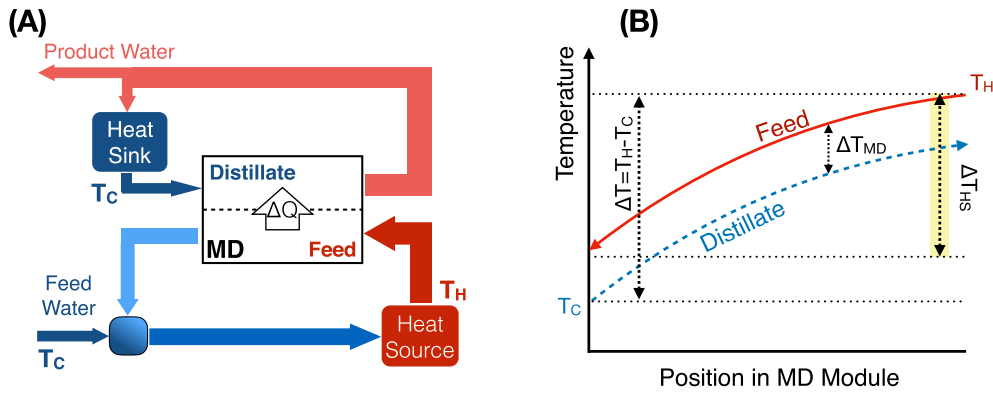 (A)
Product Water
Heat
Sink
T_C
Distillate
ΔQ
MD
Feed
Feed
Water
T_C
T_H
Heat
Source
(B)
Temperature
T_H
Feed
ΔT=T_H-T_C
ΔT_MD
ΔT_HS
Distillate
T_C
Position in MD Module